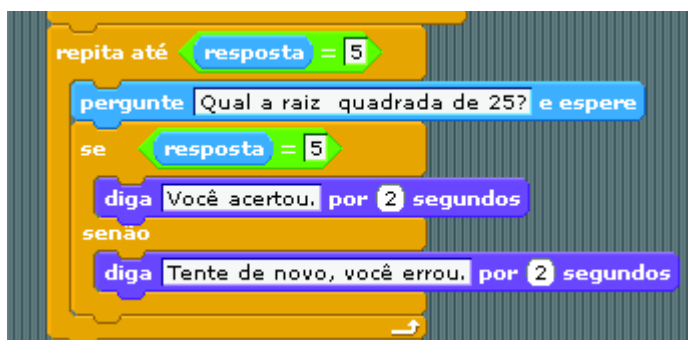 repita até resposta = 5
pergunte Qual a raiz quadrada de 25? e espere
se resposta = 5
diga Você acertou. por 2 segundos
senão
diga Tente de novo, você errou. por 2 segundos